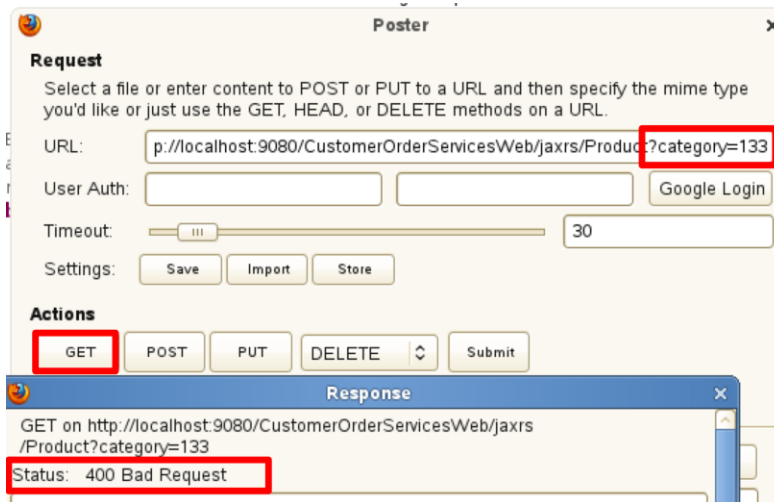 Poster
Request
Select a file or enter content to POST or PUT to a URL and then specify the mime type
you'd like or just use the GET, HEAD, or DELETE methods on a URL.
URL: p://localhost:9080/CustomerOrderServicesWeb/jaxrs/Product?category=133
User Auth: Google Login
Timeout: 30
Settings: Save Import Store
Actions
GET POST PUT DELETE Submit
Response
GET on http://localhost:9080/CustomerOrderServicesWeb/jaxrs
/Product?category=133
Status: 400 Bad Request